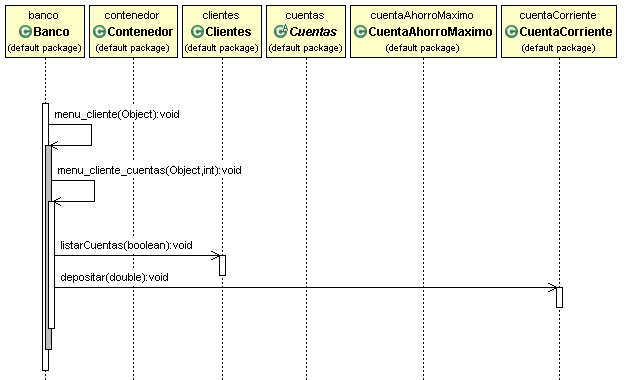 banco
Banco
(default package)
contenedor
Contenedor
(default package)
clientes
Clientes
(default package)
cuentas
Cuentas
(default package)
cuentaAhorroMaximo
CuentaAhorroMaximo
(default package)
cuentaCorriente
CuentaCorriente
(default package)
menu_cliente(Object):void
menu_cliente_cuentas(Object,int):void
listarCuentas(boolean):void
depositar(double):void